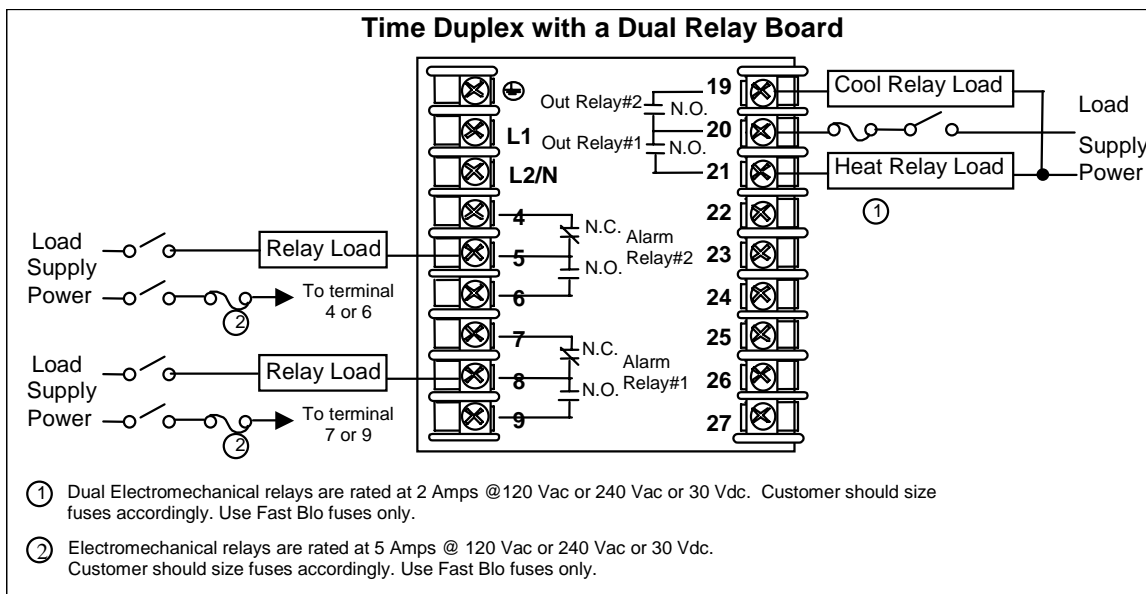 Time Duplex with a Dual Relay Board
L1
L2/N
4
5
6
7
8
9
Load
Supply
Power
Relay Load
2
To terminal
4 or 6
Load
Supply
Power
Relay Load
2
To terminal
7 or 9
N.C.
Alarm
Relay#2
N.O.
N.C.
Alarm
Relay#1
N.O.
Out Relay#2
N.O.
Out Relay#1
N.O.
19
20
21
22
23
24
25
26
27
Cool Relay Load
Heat Relay Load
1
Load
Supply
Power
1 Dual Electromechanical relays are rated at 2 Amps @120 Vac or 240 Vac or 30 Vdc. Customer should size
fuses accordingly. Use Fast Blo fuses only.
2 Electromechanical relays are rated at 5 Amps @ 120 Vac or 240 Vac or 30 Vdc.
Customer should size fuses accordingly. Use Fast Blo fuses only.